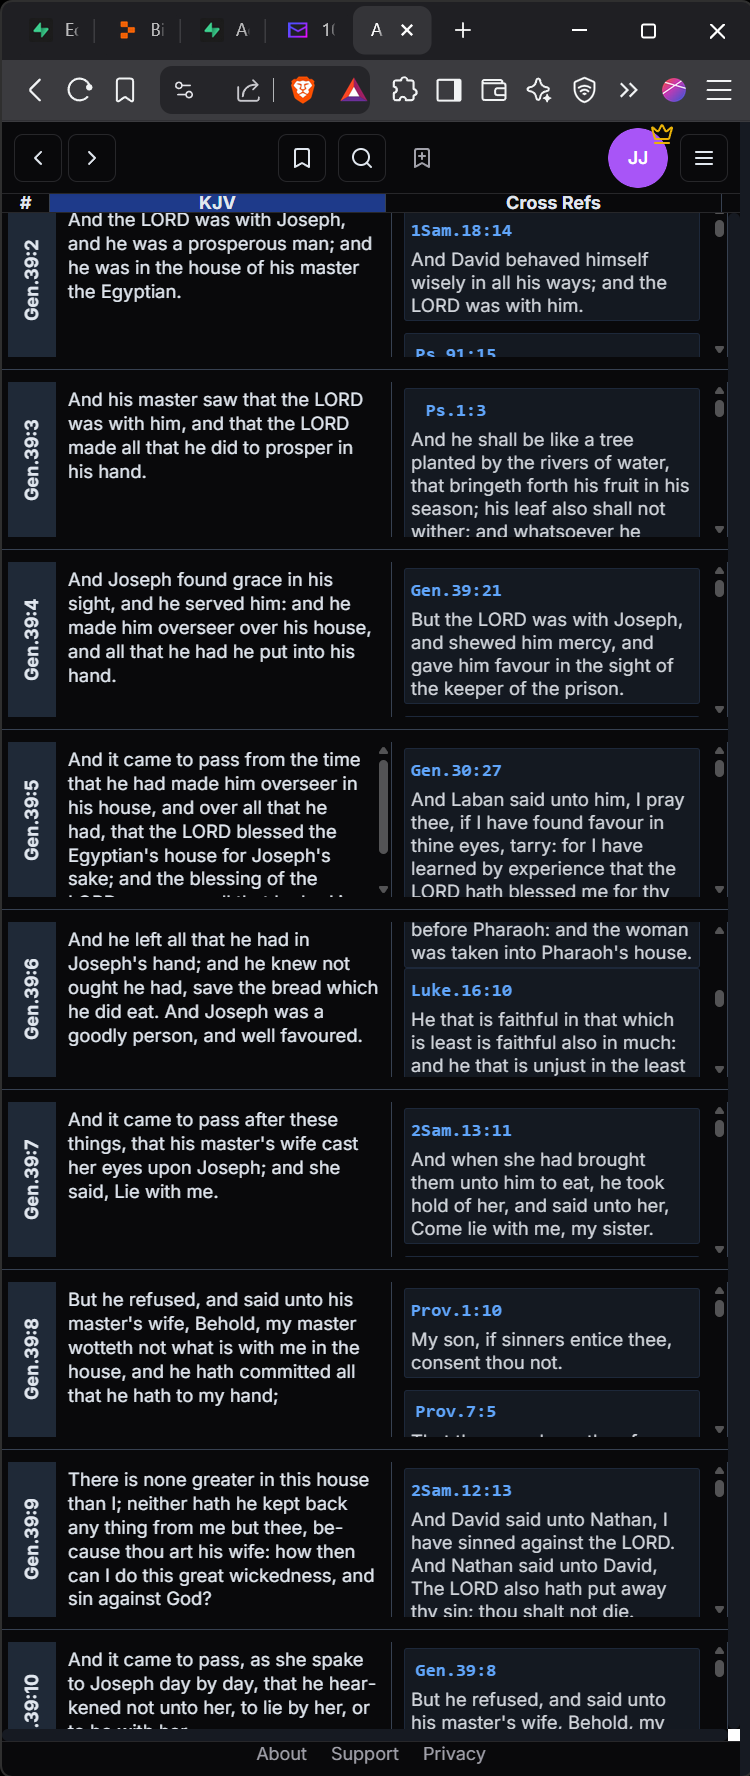 Ec
Bi
A
1(
A
JJ
#
KJV
Cross Refs
Gen.39:2
And the LORD was with Joseph,
and he was a prosperous man; and
he was in the house of his master
the Egyptian.
1Sam.18:14
And David behaved himself
wisely in all his ways; and the
LORD was with him.
Ps.91:15
Gen.39:3
And his master saw that the LORD
was with him, and that the LORD
made all that he did to prosper in
his hand.
Ps.1:3
And he shall be like a tree
planted by the rivers of water,
that bringeth forth his fruit in his
season; his leaf also shall not
wither; and whatsoever he
Gen.39:4
And Joseph found grace in his
sight, and he served him: and he
made him overseer over his house,
and all that he had he put into his
hand.
Gen.39:21
But the LORD was with Joseph,
and shewed him mercy, and
gave him favour in the sight of
the keeper of the prison.
Gen.39:5
And it came to pass from the time
that he had made him overseer in
his house, and over all that he
had, that the LORD blessed the
Egyptian's house for Joseph's
sake; and the blessing of the
Gen.30:27
And Laban said unto him, I pray
thee, if I have found favour in
thine eyes, tarry: for I have
learned by experience that the
LORD hath blessed me for thy
Gen.39:6
And he left all that he had in
Joseph's hand; and he knew not
ought he had, save the bread which
he did eat. And Joseph was a
goodly person, and well favoured.
before Pharaoh: and the woman
was taken into Pharaoh's house.
Luke.16:10
He that is faithful in that which
is least is faithful also in much:
and he that is unjust in the least
Gen.39:7
And it came to pass after these
things, that his master's wife cast
her eyes upon Joseph; and she
said, Lie with me.
2Sam.13:11
And when she had brought
them unto him to eat, he took
hold of her, and said unto her,
Come lie with me, my sister.
Gen.39:8
But he refused, and said unto his
master's wife, Behold, my master
wotteth not what is with me in the
house, and he hath committed all
that he hath to my hand;
Prov.1:10
My son, if sinners entice thee,
consent thou not.
Prov.7:5
Gen.39:9
There is none greater in this house
than I; neither hath he kept back
any thing from me but thee, be-
cause thou art his wife: how then
can I do this great wickedness, and
sin against God?
2Sam.12:13
And David said unto Nathan, I
have sinned against the LORD.
And Nathan said unto David,
The LORD also hath put away
thy sin; thou shalt not die.
.39:10
And it came to pass, as she spake
to Joseph day by day, that he hear-
kened not unto her, to lie by her, or
to be with her.
Gen.39:8
But he refused, and said unto
his master's wife, Behold, my
About
Support
Privacy